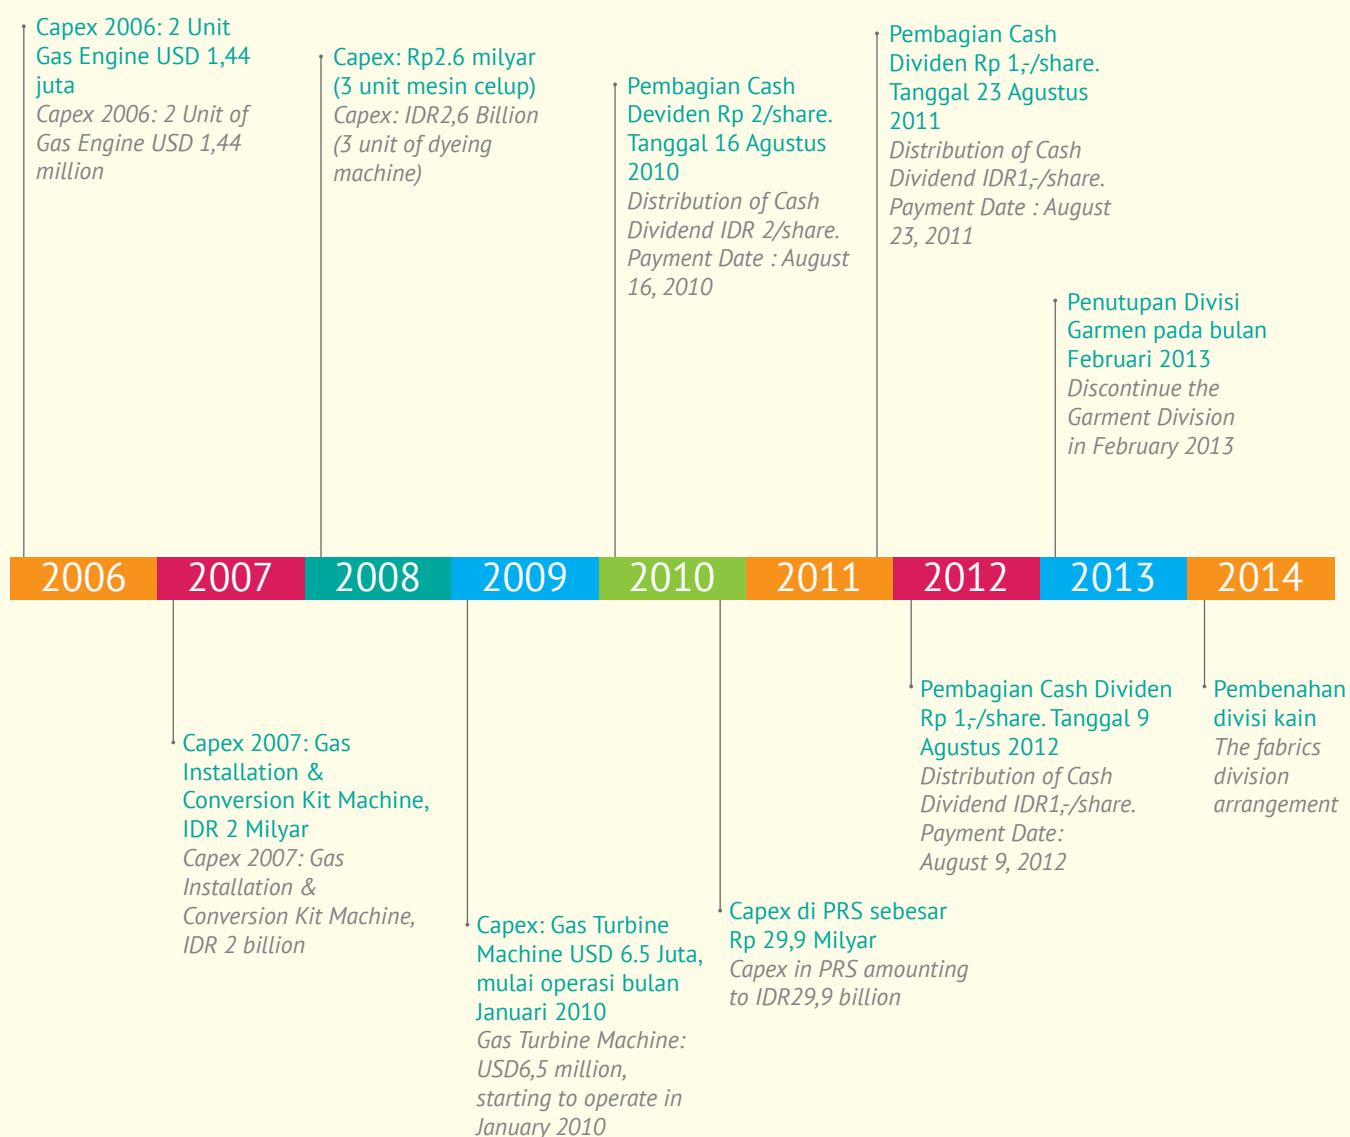 Capex 2006: 2 Unit
Gas Engine USD 1,44
juta
Capex 2006: 2 Unit of
Gas Engine USD 1,44
million
Capex: Rp2.6 milyar
(3 unit mesin celup)
Capex: IDR2,6 Billion
(3 unit of dyeing
machine)
Pembagian Cash
Deviden Rp 2/share.
Tanggal 16 Agustus
2010
Distribution of Cash
Dividend IDR 2/share.
Payment Date : August
16, 2010
Pembagian Cash
Dividen Rp 1,-/share.
Tanggal 23 Agustus
2011
Distribution of Cash
Dividend IDR1,-/share.
Payment Date : August
23, 2011
Penutupan Divisi
Garmen pada bulan
Februari 2013
Discontinue the
Garment Division
in February 2013
2006 2007 2008 2009 2010 2011 2012 2013 2014
Capex 2007: Gas
Installation &
Conversion Kit Machine,
IDR 2 Milyar
Capex 2007: Gas
Installation &
Conversion Kit Machine,
IDR 2 billion
Capex: Gas Turbine
Machine USD 6.5 Juta,
mulai operasi bulan
Januari 2010
Gas Turbine Machine:
USD6,5 million,
starting to operate in
January 2010
Capex di PRS sebesar
Rp 29,9 Milyar
Capex in PRS amounting
to IDR29,9 billion
Pembagian Cash Dividen
Rp 1,-/share. Tanggal 9
Agustus 2012
Distribution of Cash
Dividend IDR1,-/share.
Payment Date:
August 9, 2012
Pembenahan
divisi kain
The fabrics
division
arrangement